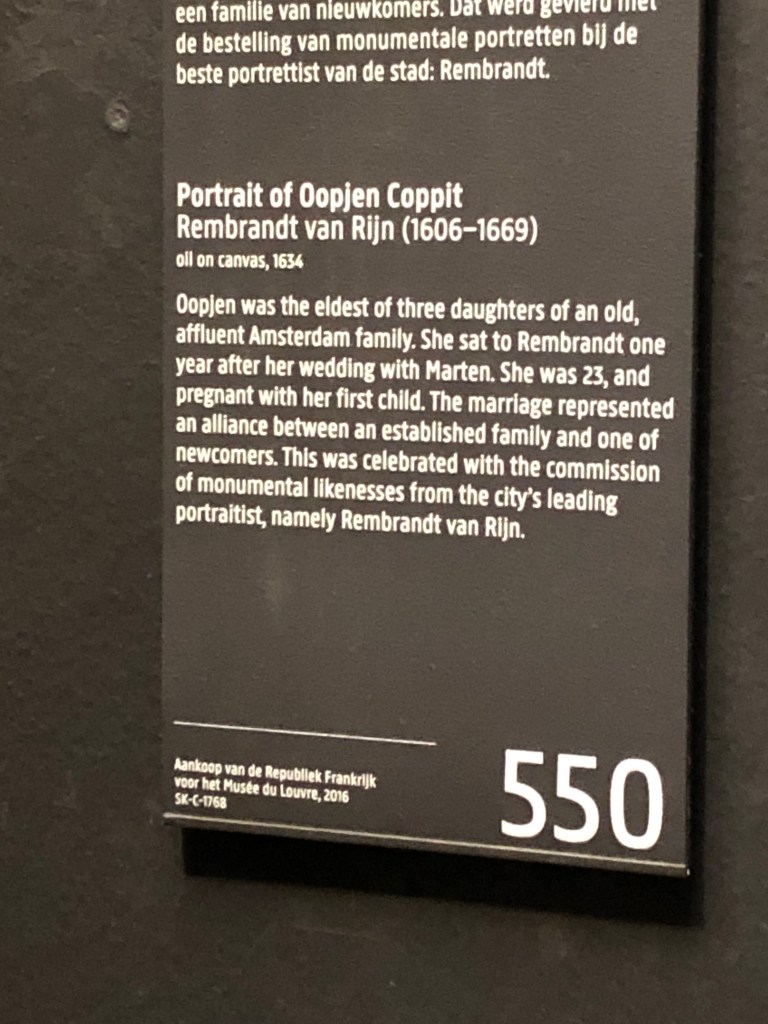 een familie van nieuwkomers. Dat werd gevierd met
de bestelling van monumentale portretten bij de
beste portrettist van de stad: Rembrandt.
Portrait of Oopjen Coppit
Rembrandt van Rijn (1606–1669)
oil on canvas, 1634
Oopjen was the eldest of three daughters of an old,
affluent Amsterdam family. She sat to Rembrandt one
year after her wedding with Marten. She was 23, and
pregnant with her first child. The marriage represented
an alliance between an established family and one of
newcomers. This was celebrated with the commission
of monumental likenesses from the city's leading
portraitist, namely Rembrandt van Rijn.
Aankoop van de Republiek Frankrijk
voor het Musée du Louvre, 2016
SK-C-1768
550